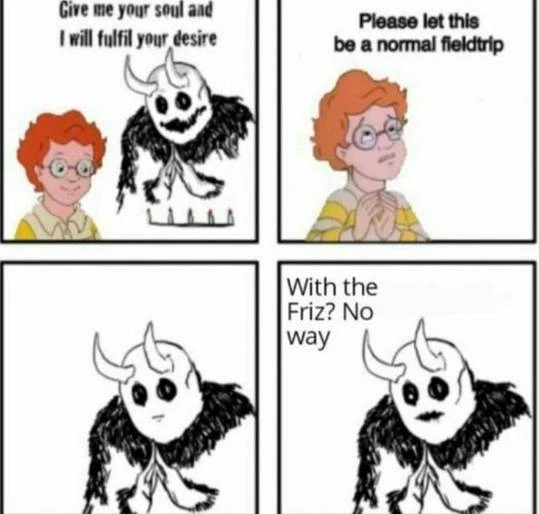 Give me your soul and
I will fulfil your desire
Please let this
be a normal fieldtrip
With the
Friz? No
way